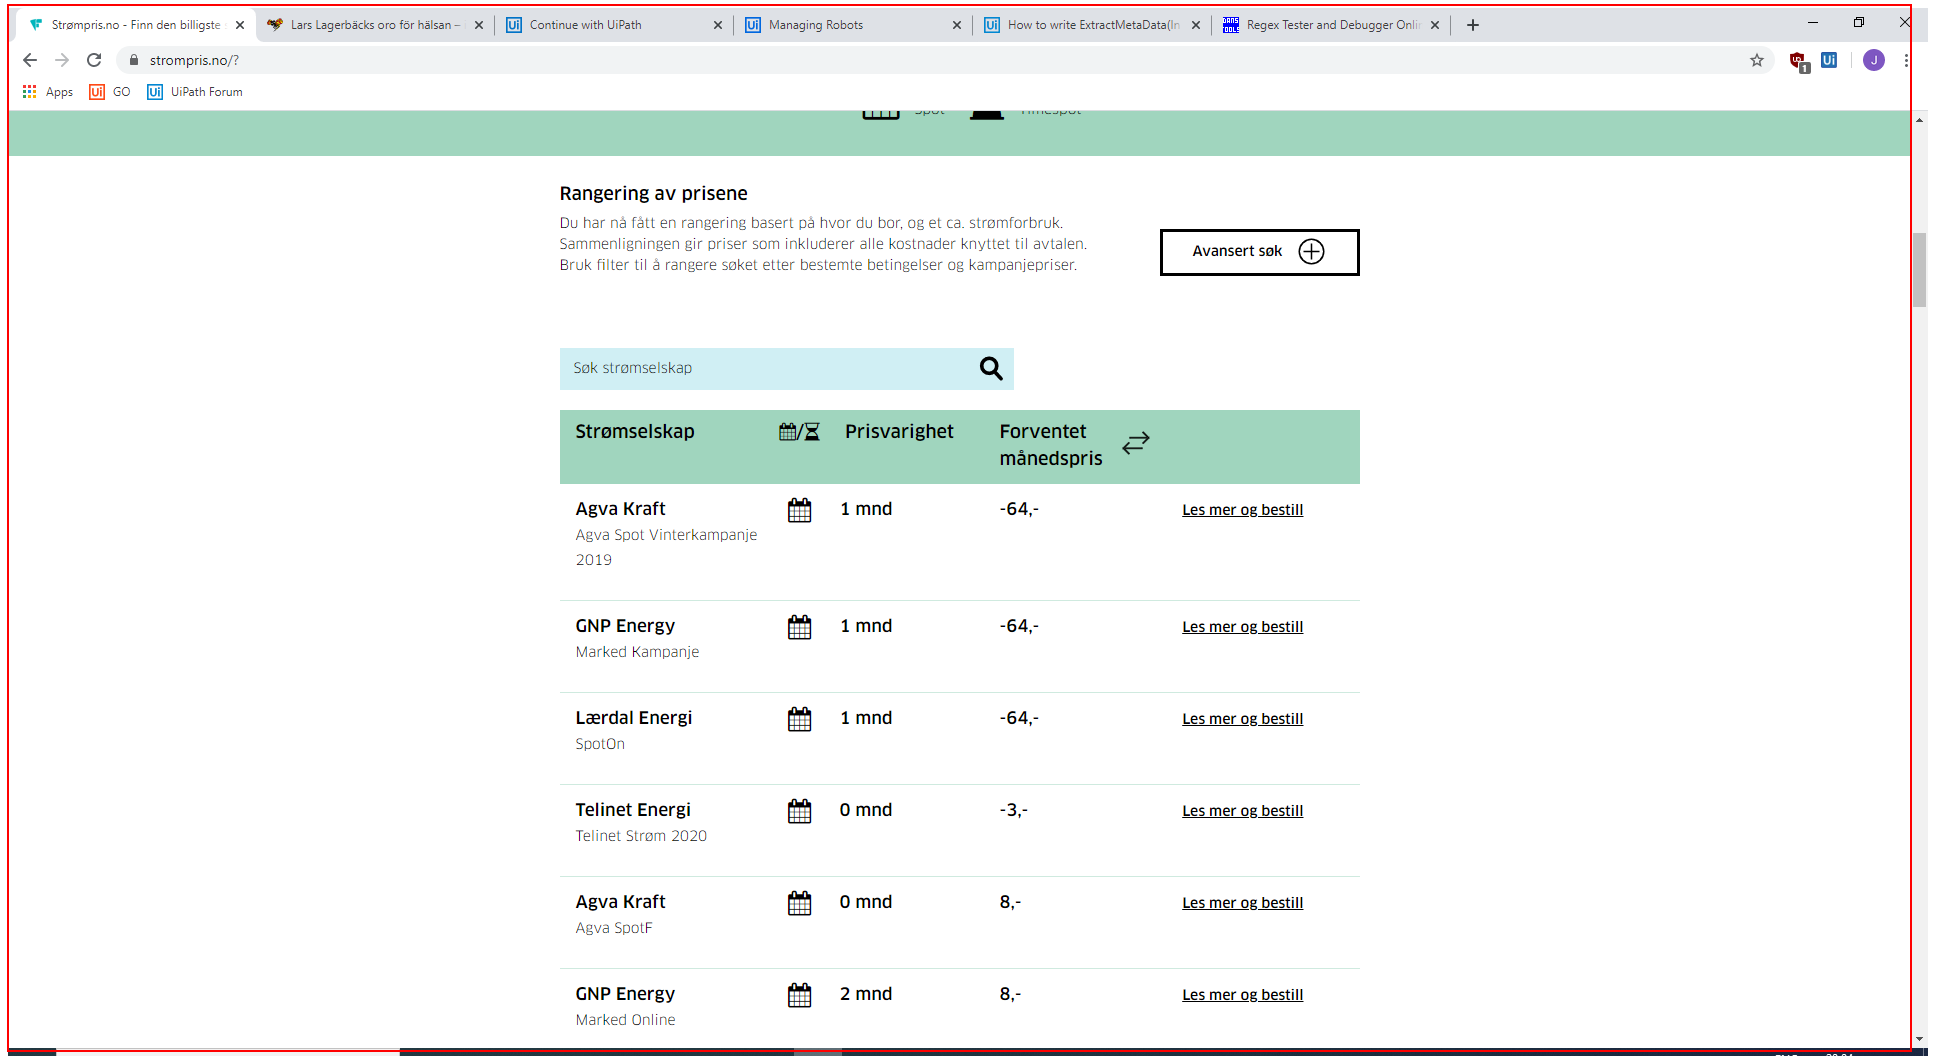 Strømpris.no - Finn den billigste
Lars Lagerbäcks oro för hälsan –
Continue with UiPath
Managing Robots
How to write ExtractMetaData(In
Regex Tester and Debugger Onlin
strompris.no/?
1
J
Apps
GO
UiPath Forum
Spot
Timespot
Rangering av prisene
Du har nå fått en rangering basert på hvor du bor, og et ca. strømforbruk.
Sammenligningen gir priser som inkluderer alle kostnader knyttet til avtalen.
Bruk filter til å rangere søket etter bestemte betingelser og kampanjepriser.
Avansert søk
Søk strømselskap
Strømselskap / Prisvarighet Forventet
månedspris
Agva Kraft 1 mnd -64,- Les mer og bestill
Agva Spot Vinterkampanje
2019
GNP Energy 1 mnd -64,- Les mer og bestill
Marked Kampanje
Lærdal Energi 1 mnd -64,- Les mer og bestill
SpotOn
Telinet Energi 0 mnd -3,- Les mer og bestill
Telinet Strøm 2020
Agva Kraft 0 mnd 8,- Les mer og bestill
Agva SpotF
GNP Energy 2 mnd 8,- Les mer og bestill
Marked Online